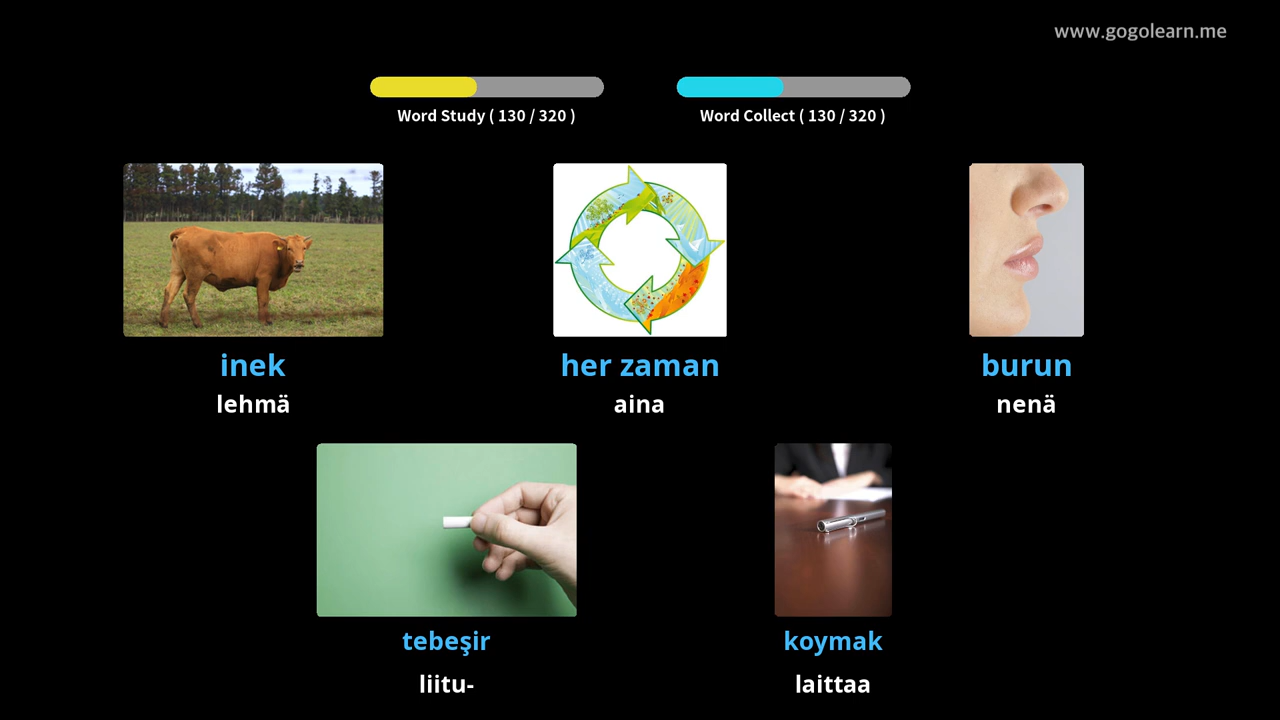 www.gogolearn.me
Word Study ( 130 / 320 )
Word Collect ( 130 / 320 )
inek
lehmä
her zaman
aina
burun
nenä
tebeşir
liitu-
koymak
laittaa